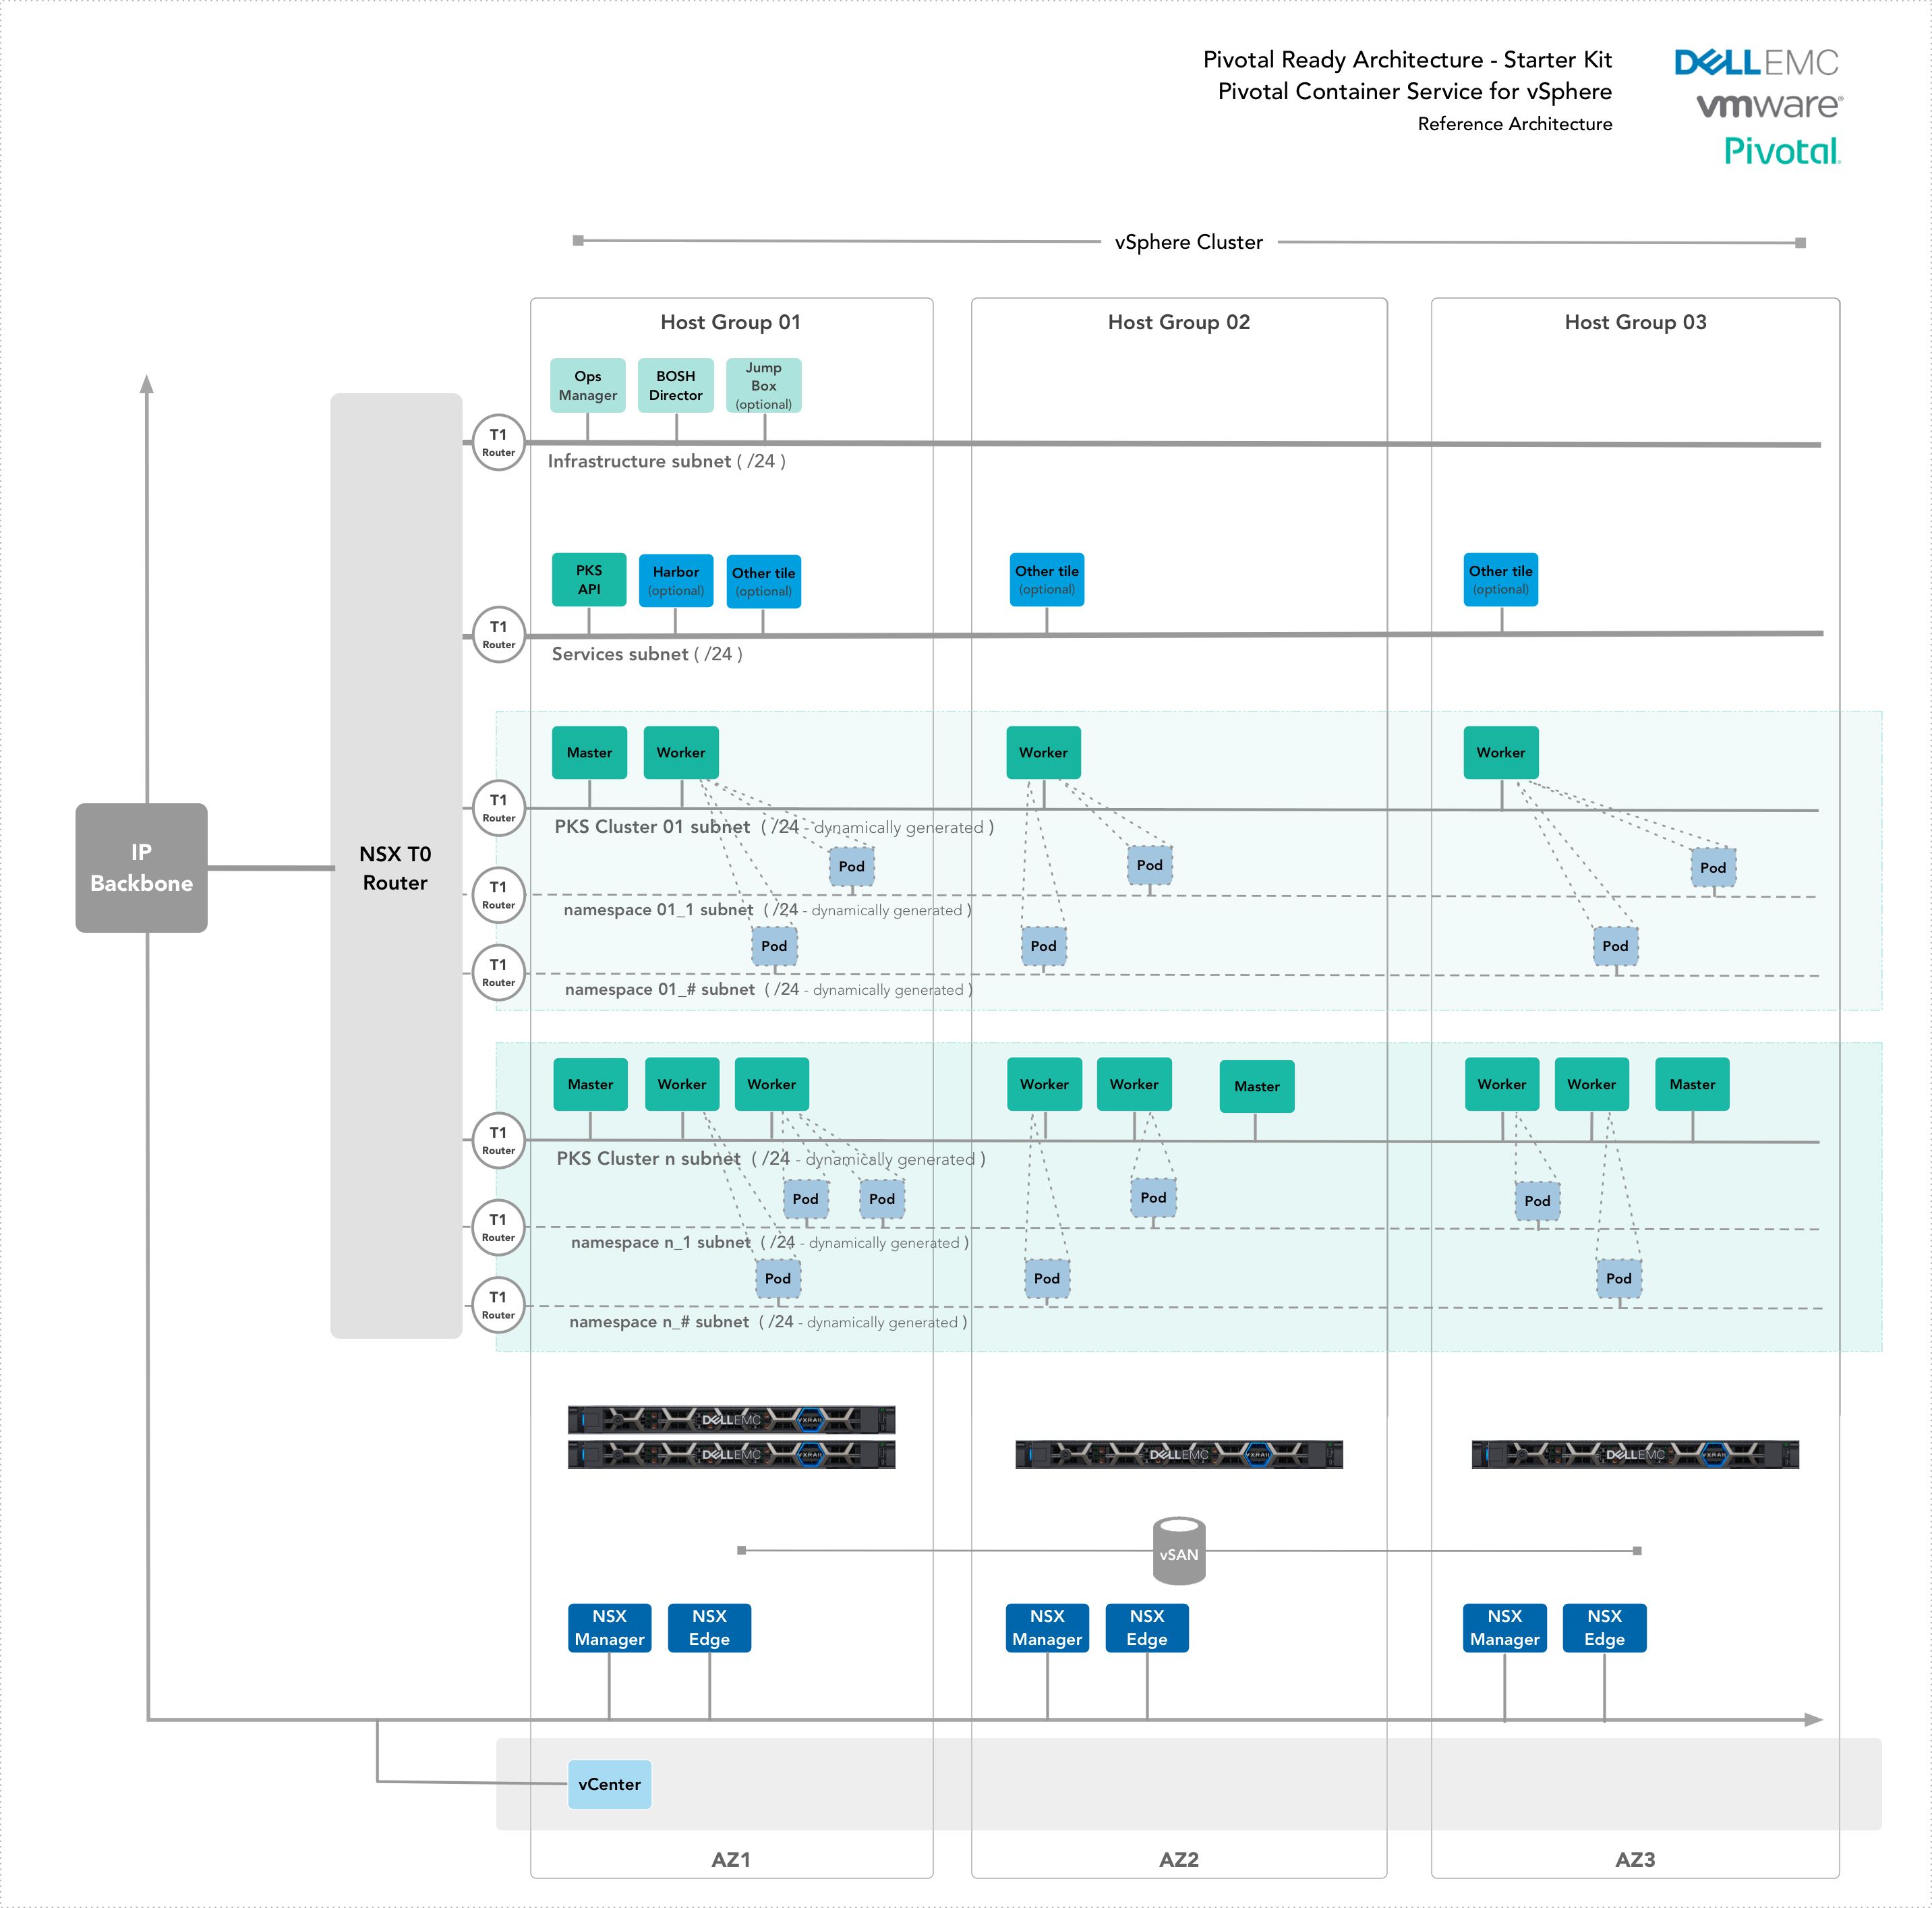 Pivotal Ready Architecture - Starter Kit
Pivotal Container Service for vSphere
Reference Architecture
DELLEMC
vmware®
Pivotal.
vSphere Cluster
Host Group 01
Host Group 02
Host Group 03
Ops
Manager
BOSH
Director
Jump
Box
(optional)
T1
Router
Infrastructure subnet ( /24 )
PKS
API
Harbor
(optional)
Other tile
(optional)
Other tile
(optional)
Other tile
(optional)
T1
Router
Services subnet ( /24 )
Master
Worker
Worker
Worker
T1
Router
PKS Cluster 01 subnet ( /24 - dynamically generated )
IP
Backbone
NSX T0
Router
Pod
Pod
Pod
T1
Router
namespace 01_1 subnet ( /24 - dynamically generated )
Pod
Pod
Pod
T1
Router
namespace 01_# subnet ( /24 - dynamically generated )
Master
Worker
Worker
Worker
Worker
Master
Worker
Worker
Master
T1
Router
PKS Cluster n subnet ( /24 - dynamically generated )
Pod
Pod
Pod
Pod
T1
Router
namespace n_1 subnet ( /24 - dynamically generated )
Pod
Pod
Pod
T1
Router
namespace n_# subnet ( /24 - dynamically generated )
DELLEMC VXRAIL
DELLEMC VXRAIL
DELLEMC VXRAIL
DELLEMC VXRAIL
vSAN
NSX
Manager
NSX
Edge
NSX
Manager
NSX
Edge
NSX
Manager
NSX
Edge
vCenter
AZ1
AZ2
AZ3